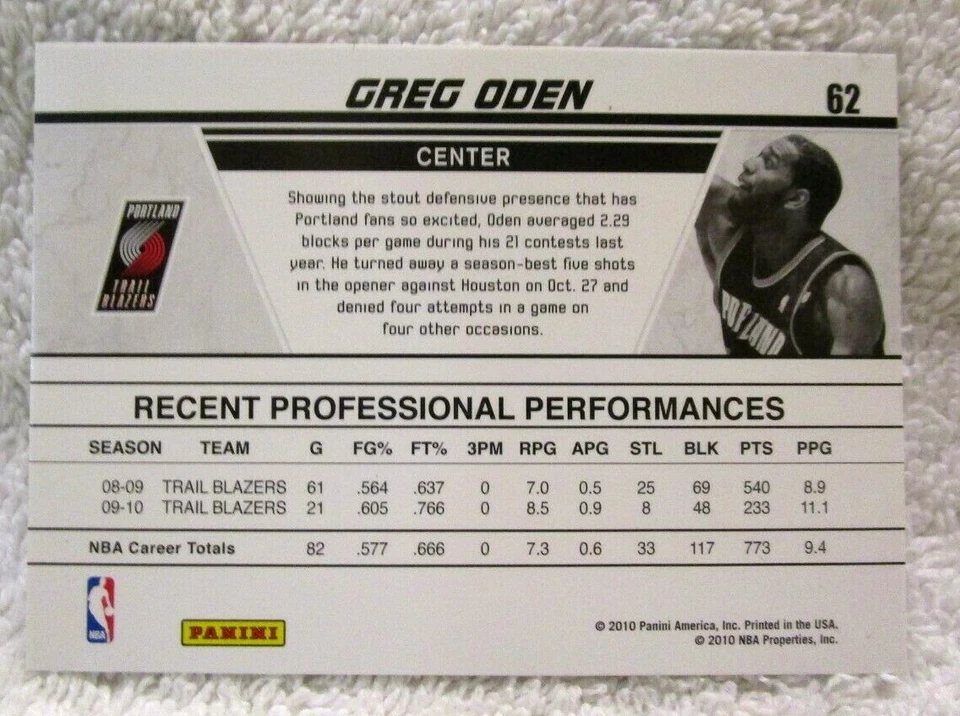 GREG ODEN
62
CENTER
Showing the stout defensive presence that has
Portland fans so excited, Oden averaged 2.29
blocks per game during his 21 contests last
year. He turned away a season-best five shots
in the opener against Houston on Oct. 27 and
denied four attempts in a game on
four other occasions.
PORTLAND
TRAIL
BLAZERS
PORTLAND
RECENT PROFESSIONAL PERFORMANCES
SEASON TEAM G FG% FT% 3PM RPG APG STL BLK PTS PPG
08-09 TRAIL BLAZERS 61 .564 .637 0 7.0 0.5 25 69 540 8.9
09-10 TRAIL BLAZERS 21 .605 .766 0 8.5 0.9 8 48 233 11.1
NBA Career Totals 82 .577 .666 0 7.3 0.6 33 117 773 9.4
NBA
PANINI
© 2010 Panini America, Inc. Printed in the USA.
© 2010 NBA Properties, Inc.